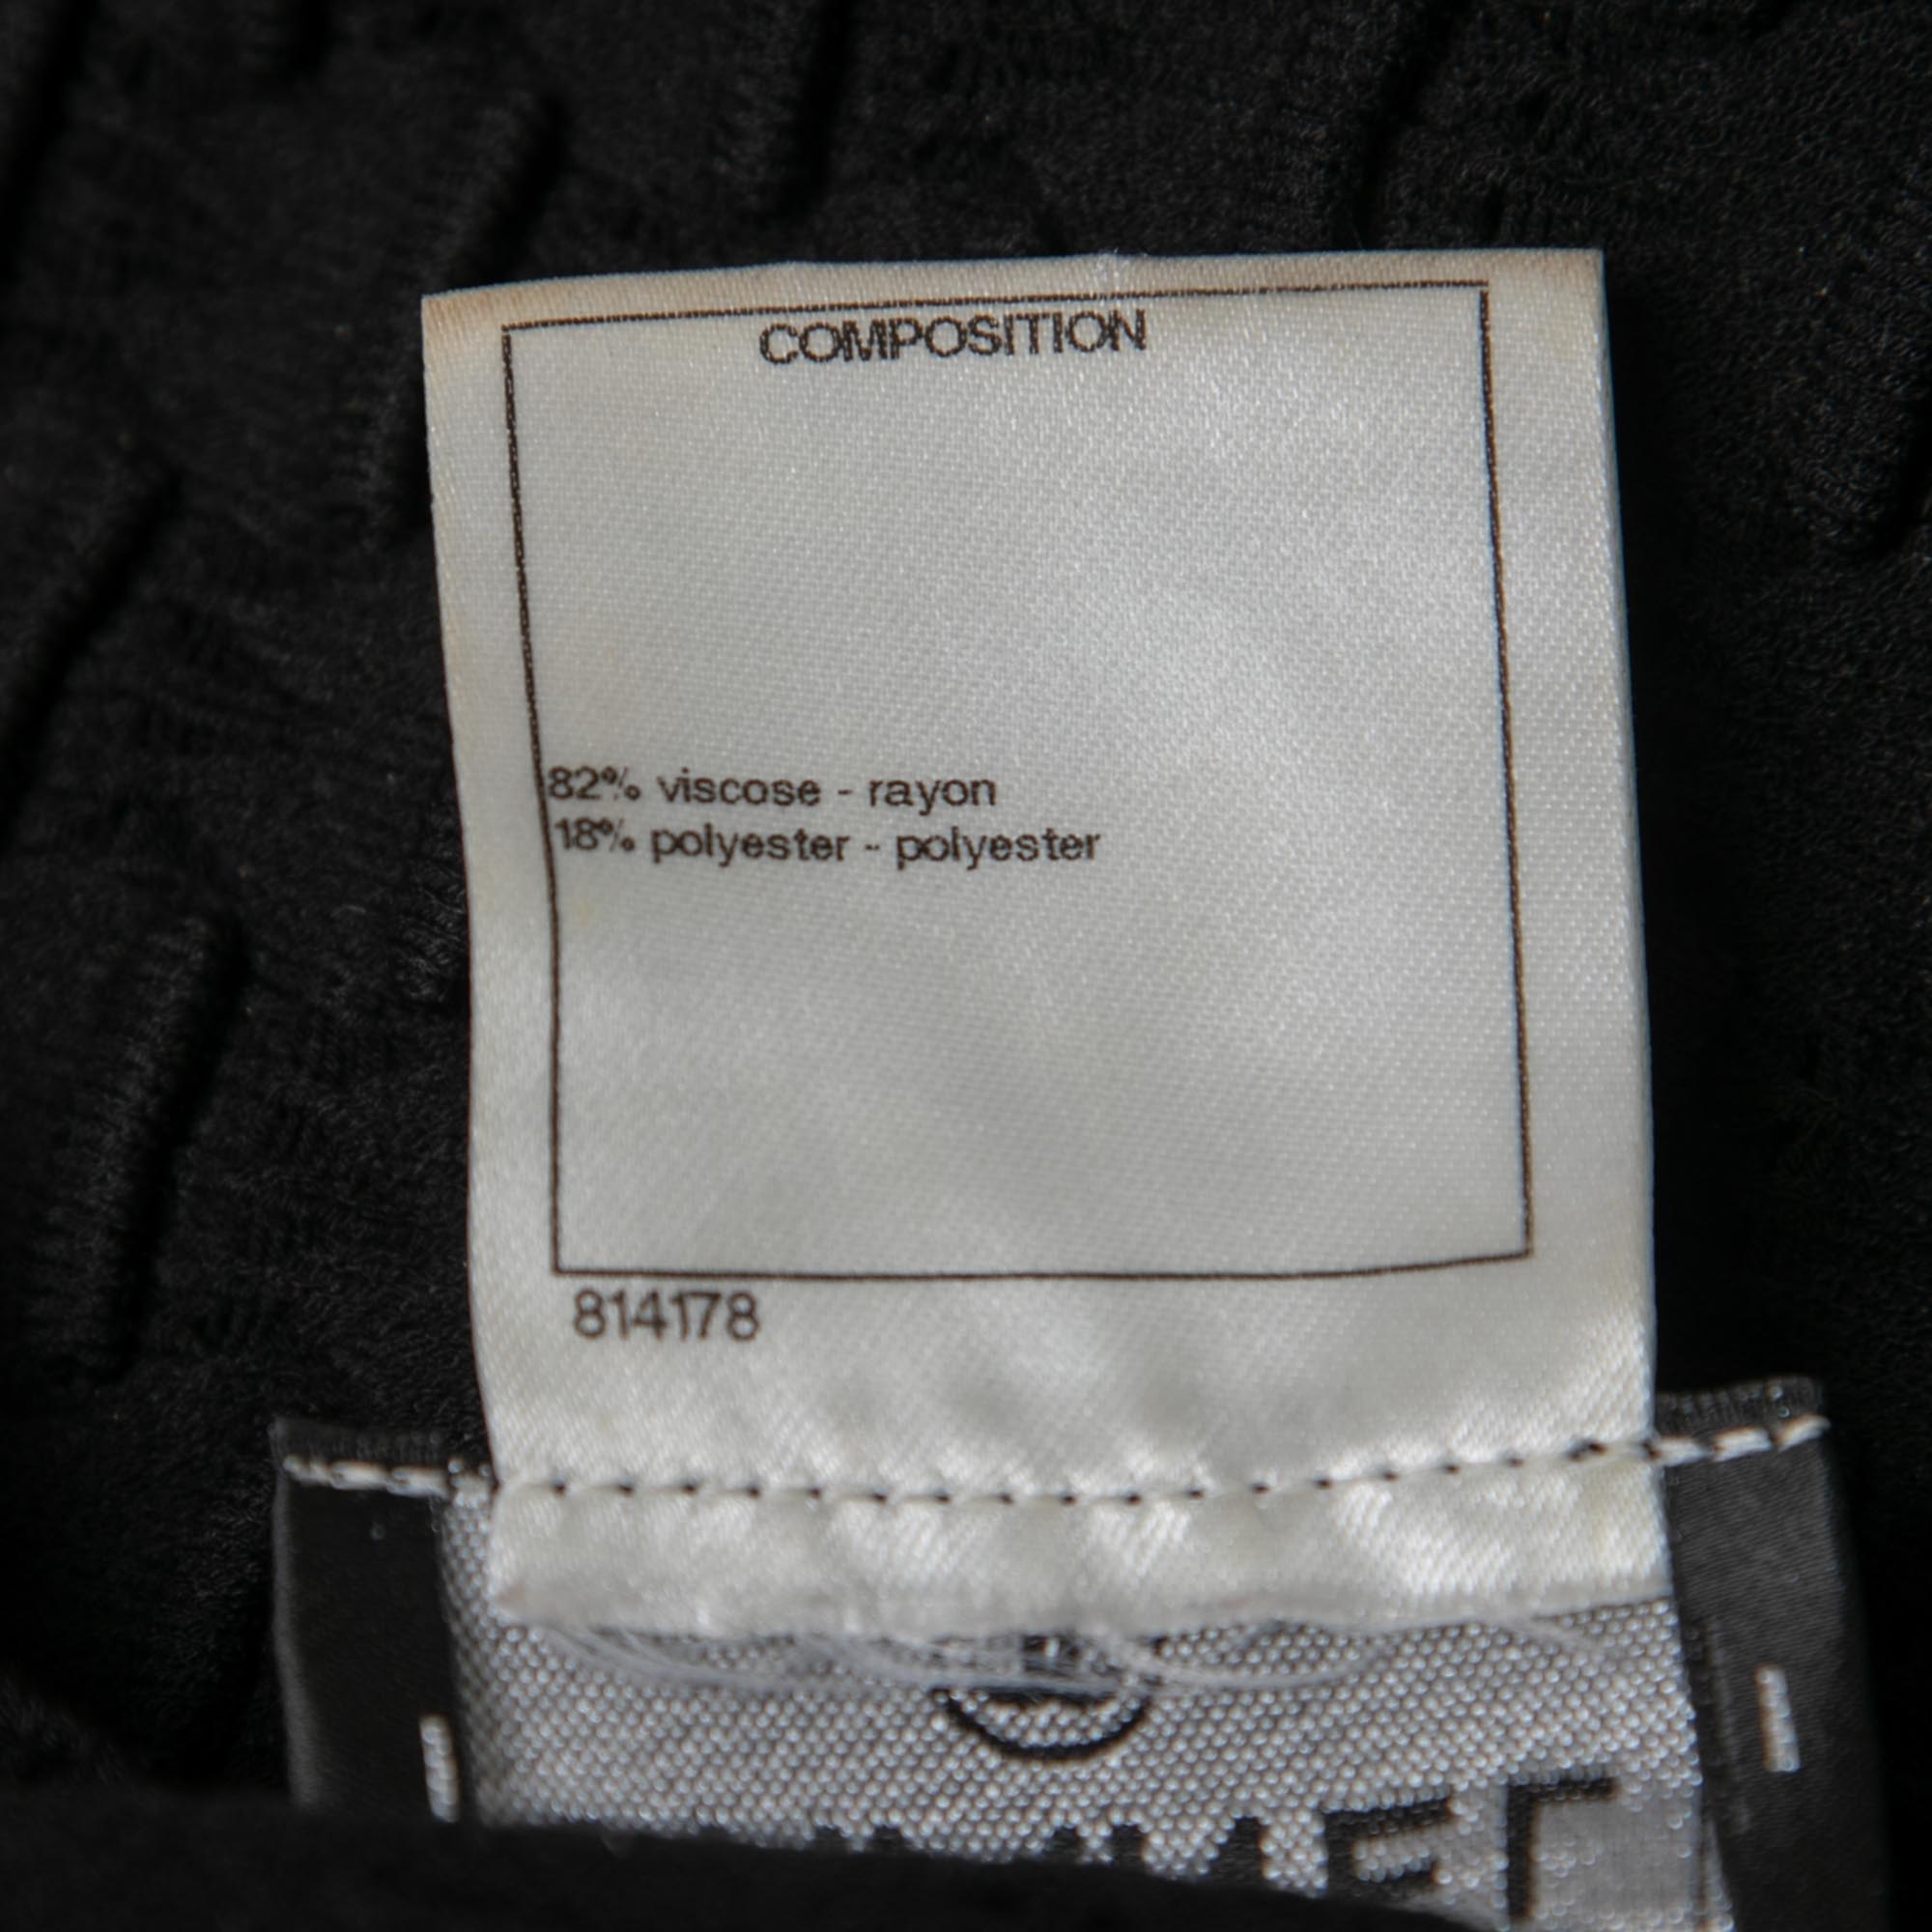 COMPOSITION
82% viscose - rayon
18% polyester - polyester
814178